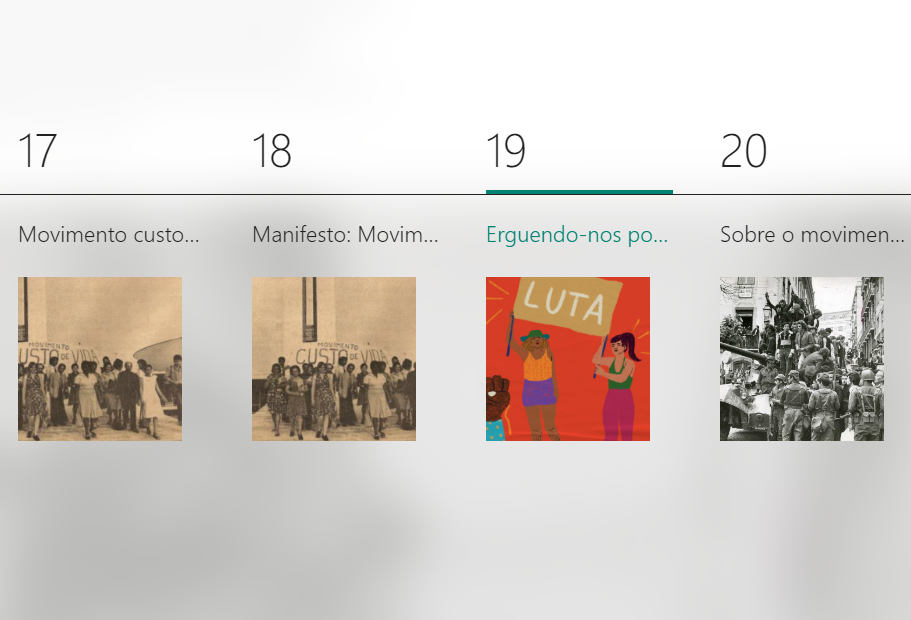 17
18
19
20
Movimento custo...
Manifesto: Movim...
Erguendo-nos po...
Sobre o movimen...
MOVIMENTO
USTO DE VIDA
MOVIMENTO
CUSTO DE VIDA
LUTA